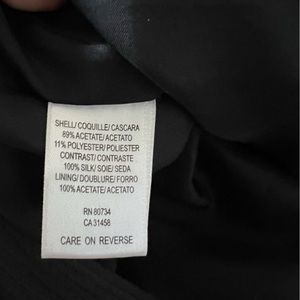 SHELL/COQUILLE/CASCARA
89% ACETATE/ACETATO
11% POLYESTER/POLIESTER
CONTRAST/CONTRASTE
100% SILK/SOIE/SEDA
LINING/DOUBLURE/FORRO
100% ACETATE/ACETATO
RN 80734
CA 31458
CARE ON REVERSE